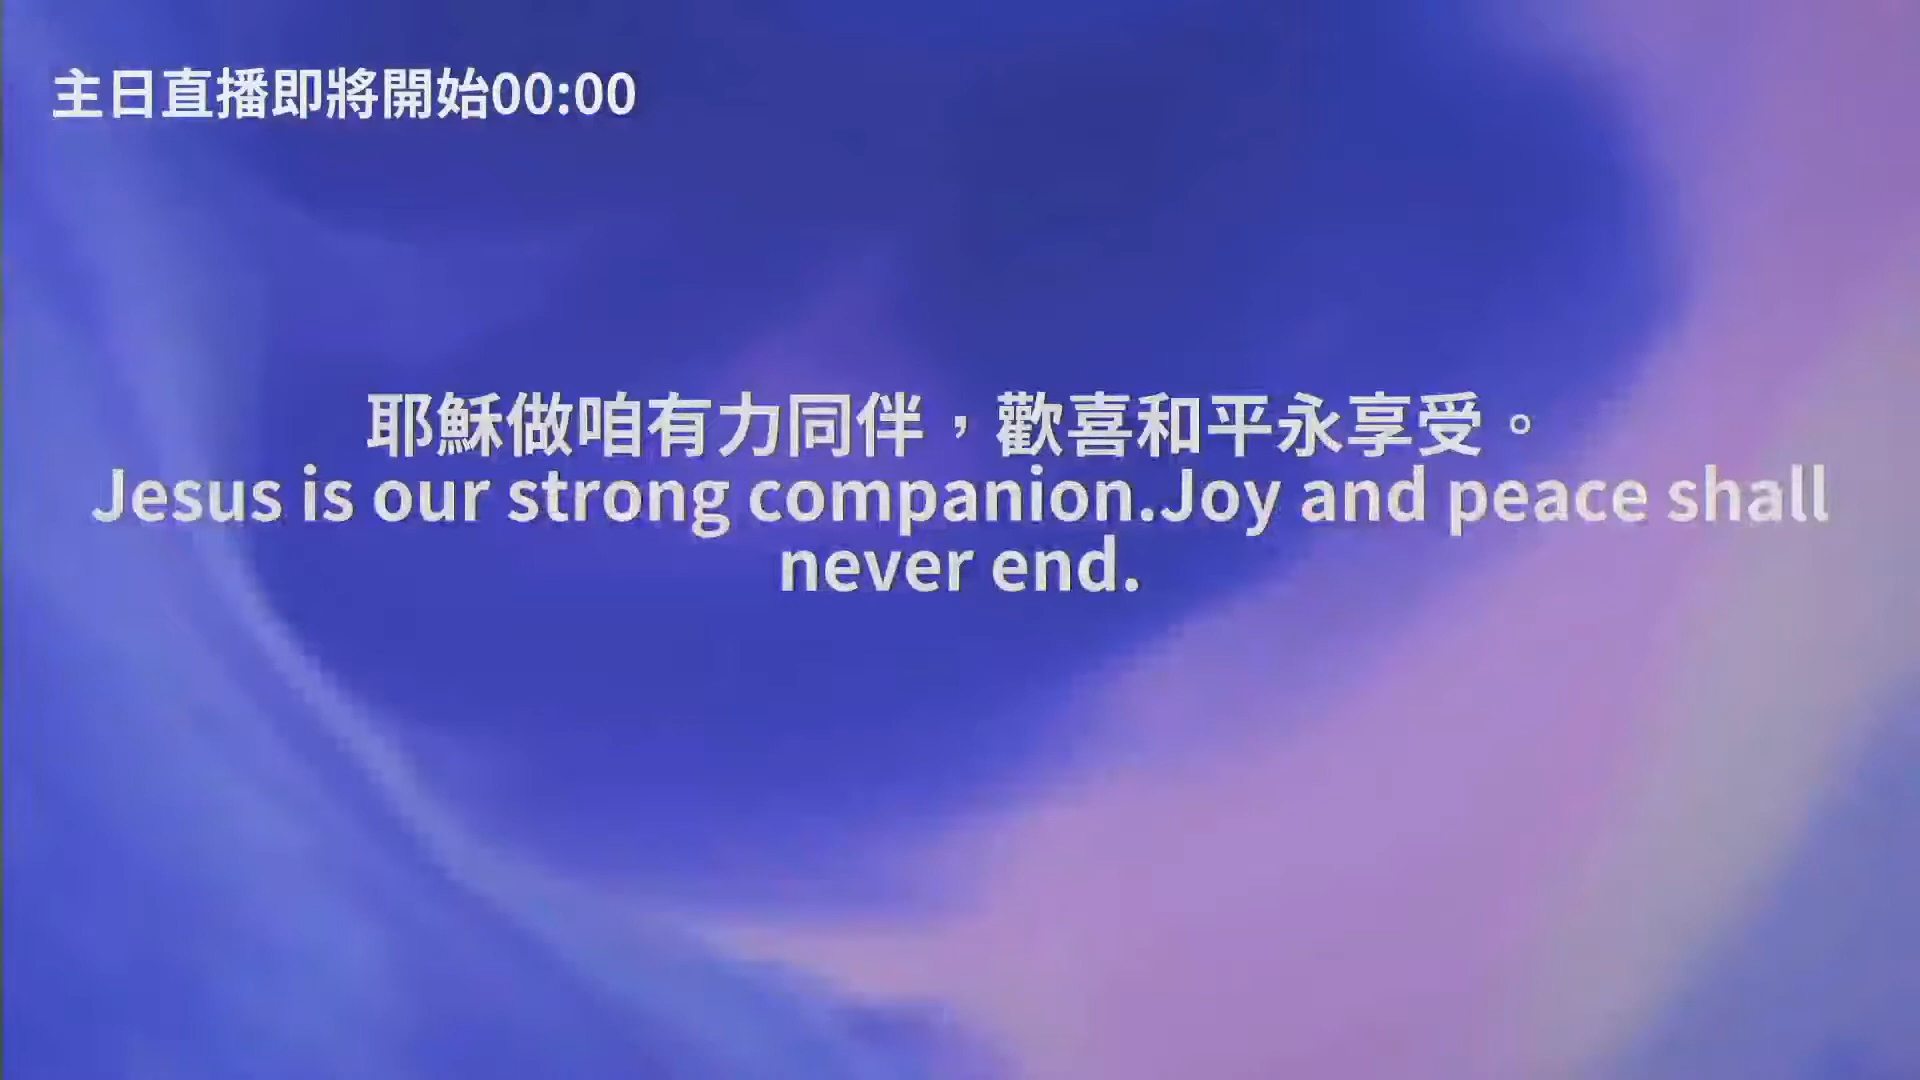 主日直播即將開始00:00
耶穌做咱有力同伴，歡喜和平永享受。
Jesus is our strong companion.Joy and peace shall
never end.